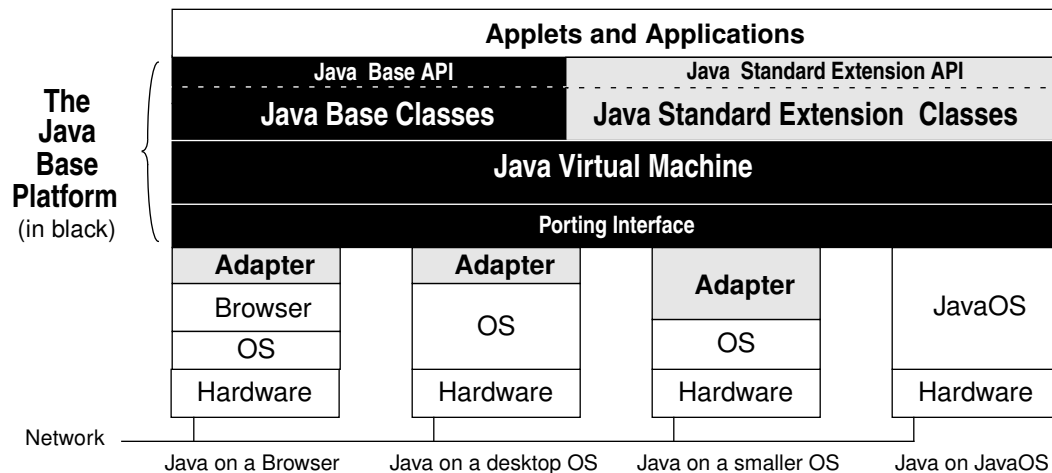 Applets and Applications
Java Base API
Java Standard Extension API
The
Java
Base
Platform
(in black)
Java Base Classes
Java Standard Extension Classes
Java Virtual Machine
Porting Interface
Adapter
Browser
OS
Hardware
Adapter
OS
Hardware
Adapter
OS
Hardware
JavaOS
Hardware
Network
Java on a Browser
Java on a desktop OS
Java on a smaller OS
Java on JavaOS